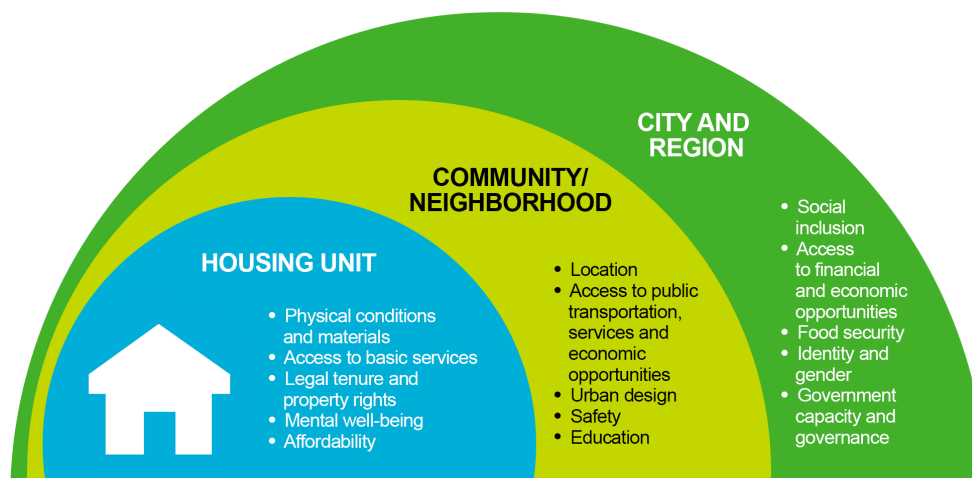 CITY AND
REGION
• Social
inclusion
• Access
to financial
and economic
opportunities
• Food security
• Identity and
gender
• Government
capacity and
governance
COMMUNITY/
NEIGHBORHOOD
• Location
• Access to public
transportation,
services and
economic
opportunities
• Urban design
• Safety
• Education
HOUSING UNIT
• Physical conditions
and materials
• Access to basic services
• Legal tenure and
property rights
• Mental well-being
• Affordability